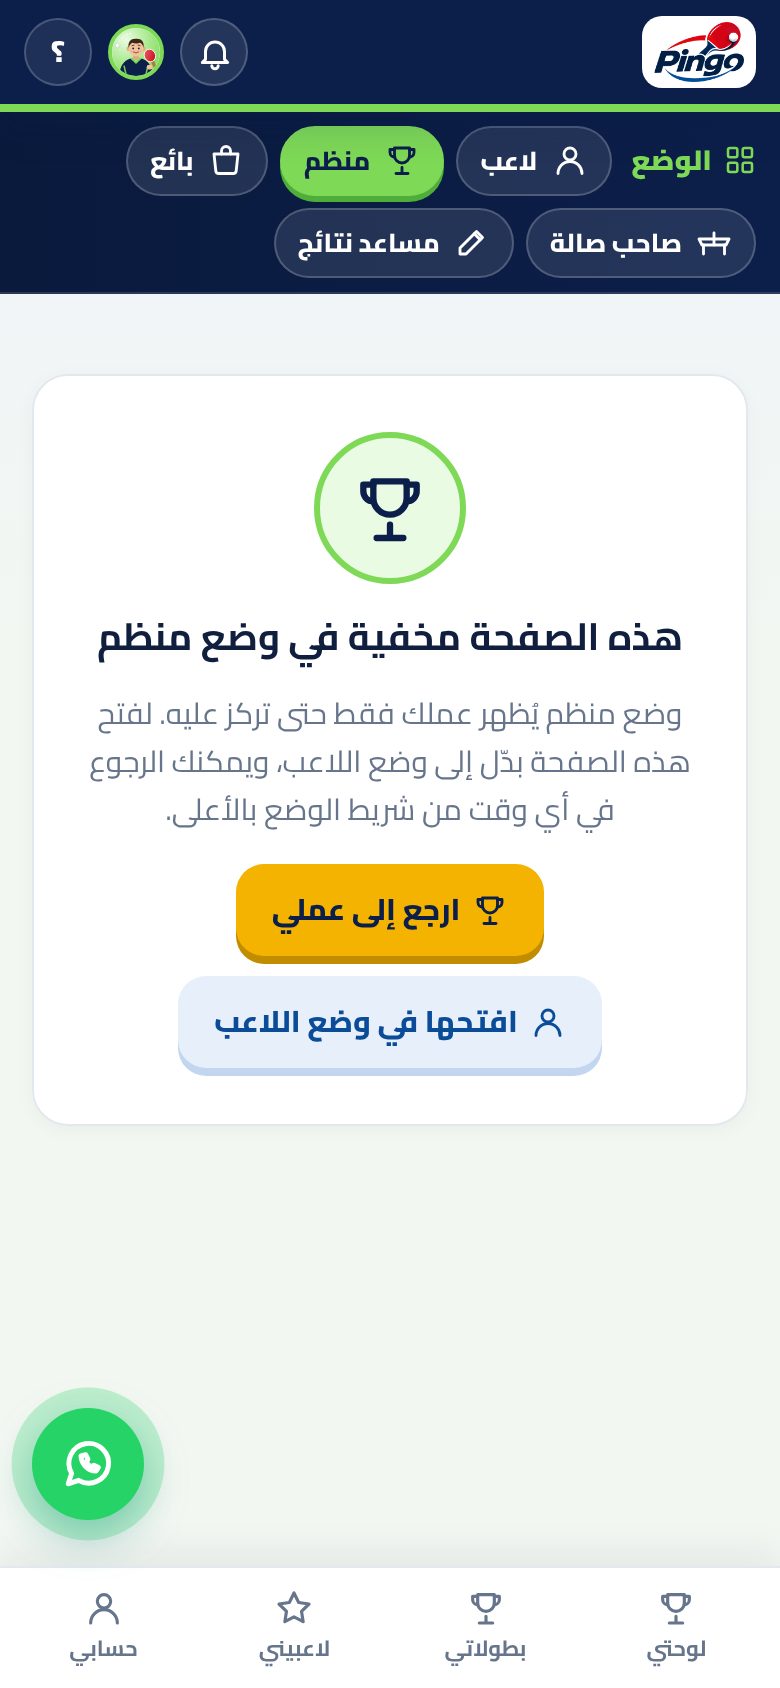 Pingo
؟
الوضع
لاعب
منظم
بائع
صاحب صالة
مساعد نتائج
هذه الصفحة مخفية في وضع منظم
وضع منظم يُظهر عملك فقط حتى تركز عليه. لفتح
هذه الصفحة بدّل إلى وضع اللاعب، ويمكنك الرجوع
في أي وقت من شريط الوضع بالأعلى.
ارجع إلى عملي
افتحها في وضع اللاعب
لوحتي
بطولاتي
لاعبيني
حسابي